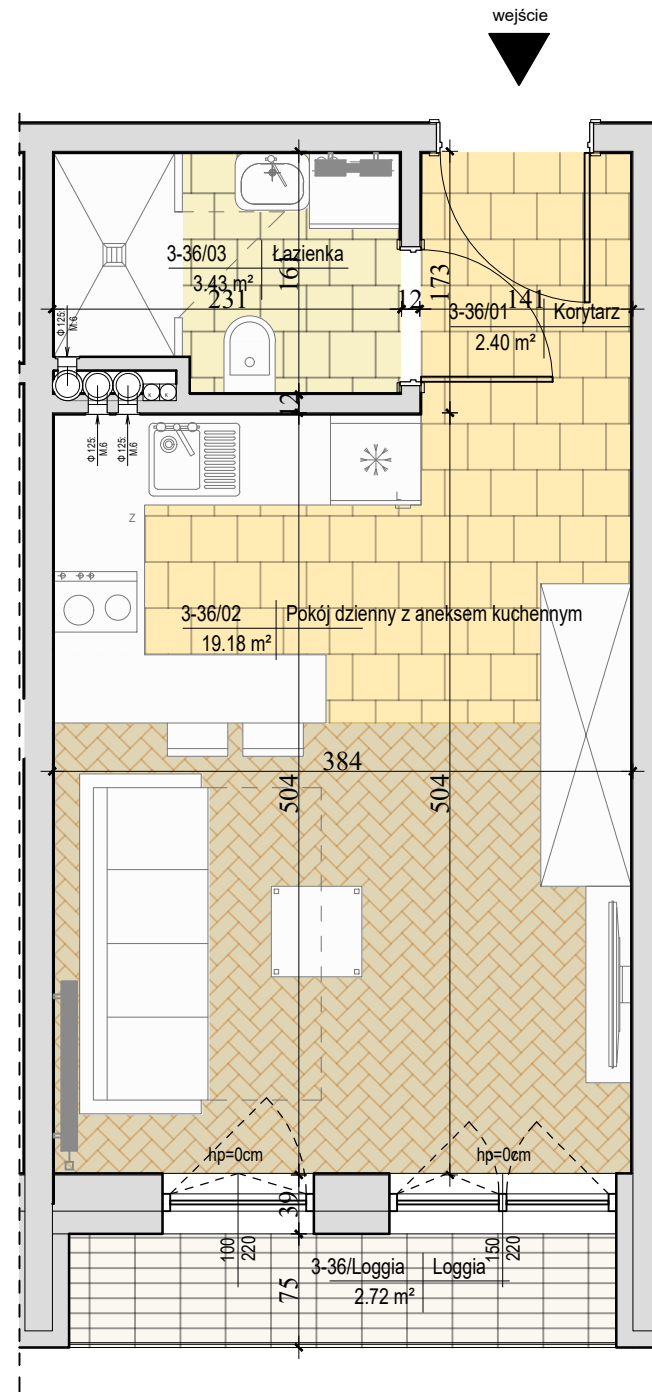 wejście
3-36/03 Łazienka
3.43 m²
231
161
12
173
141
3-36/01 Korytarz
2.40 m²
Φ 125:
M.6
K K
12
Φ 125:
M.6
Φ 125:
M.6
Z
L
3-36/02 Pokój dzienny z aneksem kuchennym
19.18 m²
384
504
504
hp=0cm
hp=0cm
39
100
220
150
220
3-36/Loggia Loggia
2.72 m²
75